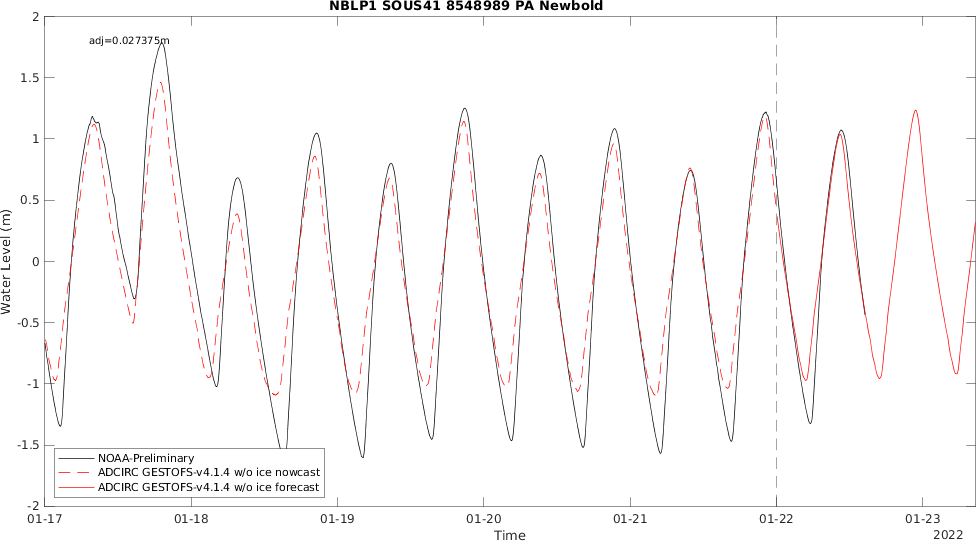 NBLP1 SOUS41 8548989 PA Newbold
adj=0.027375m
2
1.5
1
0.5
0
-0.5
-1
-1.5
-2
Water Level (m)
NOAA-Preliminary
ADCIRC GESTOFS-v4.1.4 w/o ice nowcast
ADCIRC GESTOFS-v4.1.4 w/o ice forecast
01-17 01-18 01-19 01-20 01-21 01-22 01-23
Time
2022